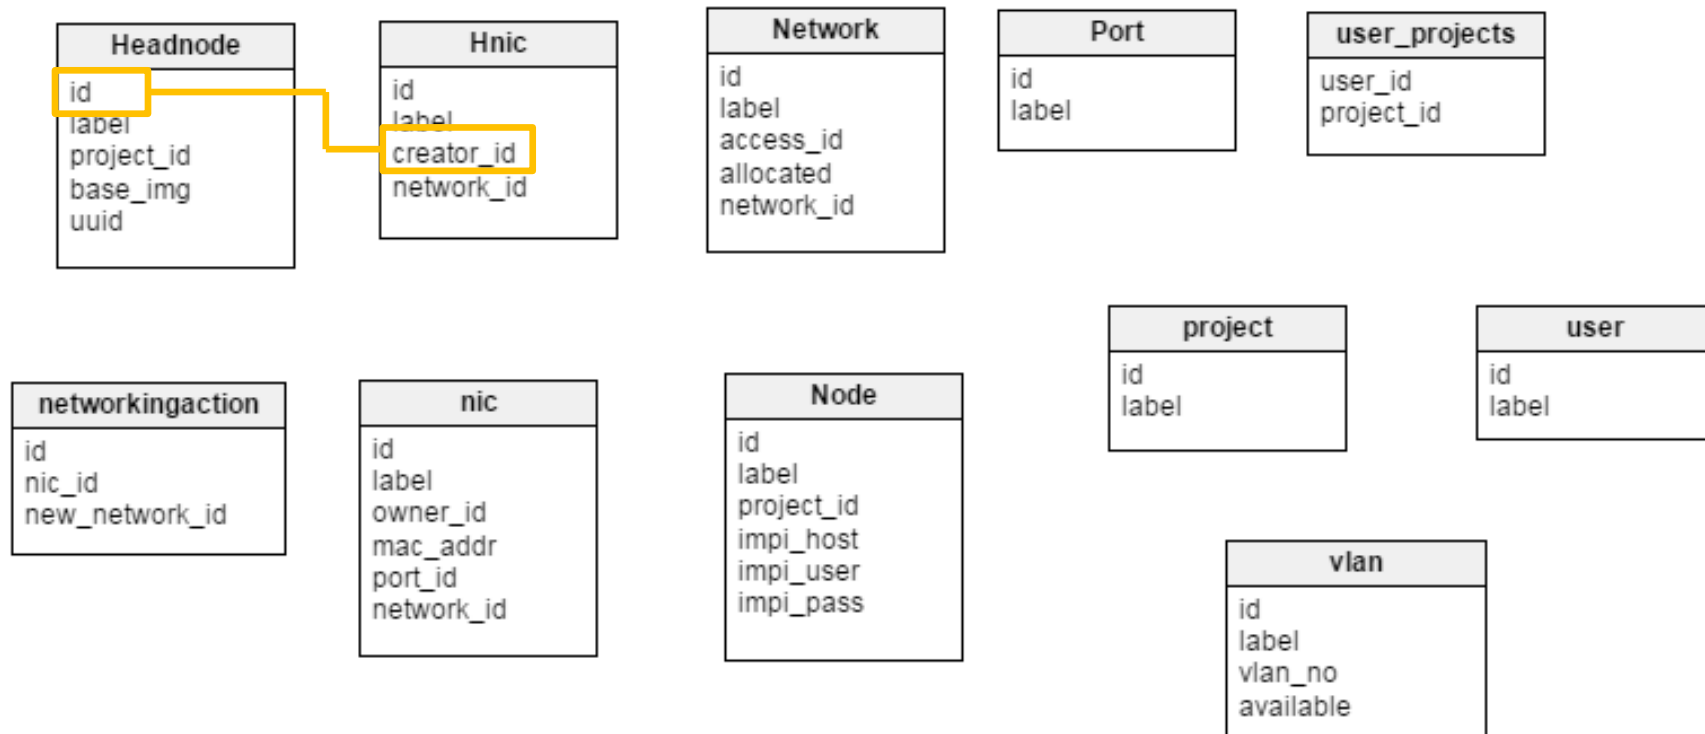 Headnode
id
label
project_id
base_img
uuid
Hnic
id
label
creator_id
network_id
Network
id
label
access_id
allocated
network_id
Port
id
label
user_projects
user_id
project_id
networkingaction
id
nic_id
new_network_id
nic
id
label
owner_id
mac_addr
port_id
network_id
Node
id
label
project_id
impi_host
impi_user
impi_pass
project
id
label
user
id
label
vlan
id
label
vlan_no
available